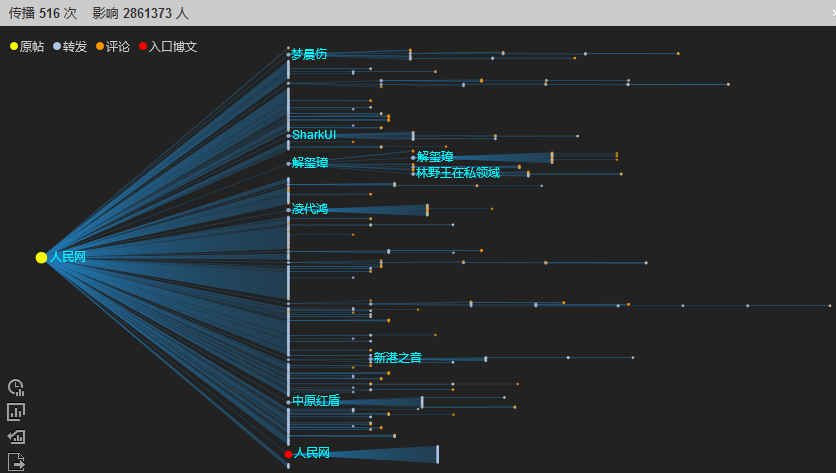 传播 516 次 影响 2861373 人
原帖 转发 评论 入口博文
梦晨伤
SharkUI
解玺璋
解玺璋
林野王在私领域
凌代鸿
人民网
新港之音
中原红盾
人民网